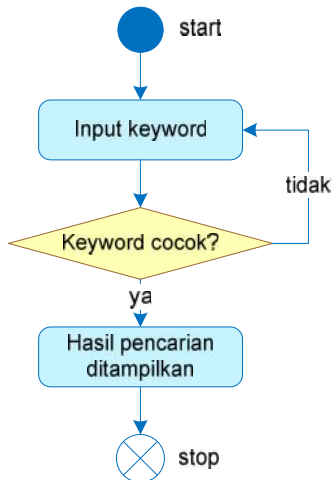 start
Input keyword
tidak
Keyword cocok?
ya
Hasil pencarian
ditampilkan
stop